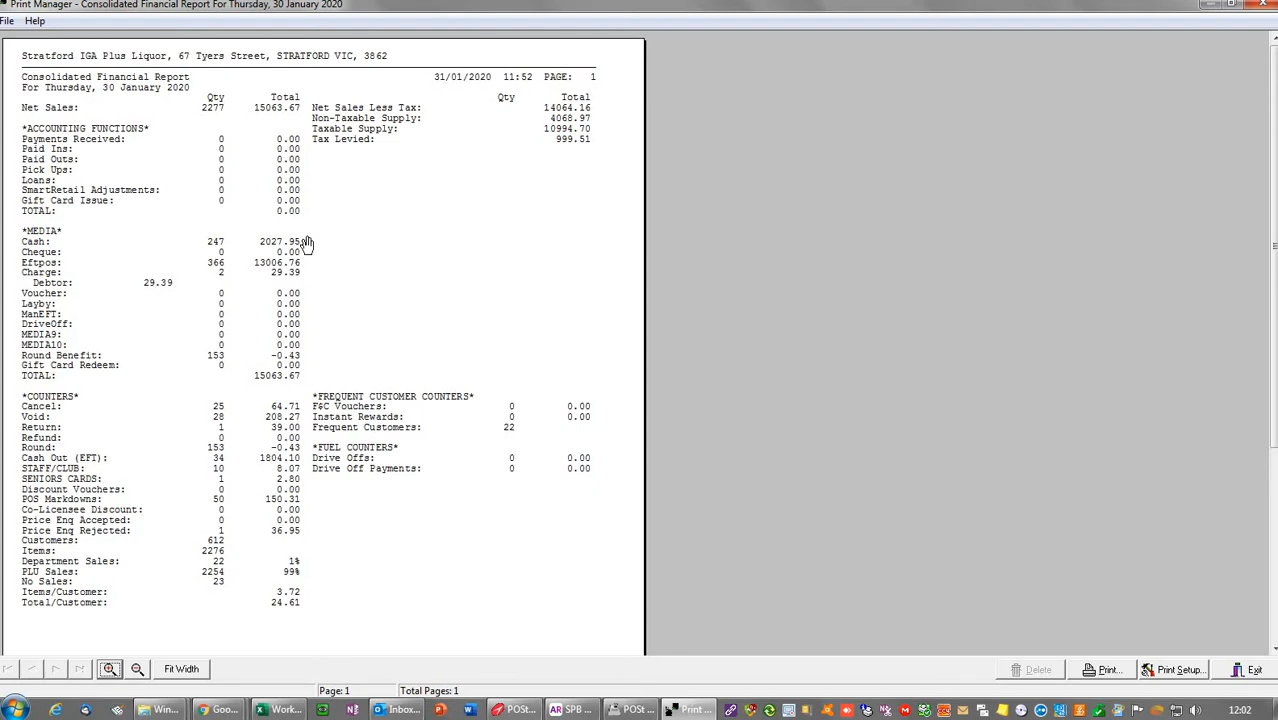 Print Manager - Consolidated Financial Report For Thursday, 30 January 2020
File Help
Stratford IGA Plus Liquor, 67 Tyers Street, STRATFORD VIC, 3862
Consolidated Financial Report 31/01/2020 11:52 PAGE: 1
For Thursday, 30 January 2020
Qty Total Qty Total
Net Sales: 2277 15063.67 Net Sales Less Tax: 14064.16
Non-Taxable Supply: 4068.97
*ACCOUNTING FUNCTIONS* Taxable Supply: 10994.70
Payments Received: 0 0.00 Tax Levied: 999.51
Paid Ins: 0 0.00
Paid Outs: 0 0.00
Pick Ups: 0 0.00
Loans: 0 0.00
SmartRetail Adjustments: 0 0.00
Gift Card Issue: 0 0.00
TOTAL: 0.00
*MEDIA*
Cash: 247 2027.95
Cheque: 0 0.00
Eftpos: 366 13006.76
Charge: 2 29.39
Debtor: 29.39
Voucher: 0 0.00
Layby: 0 0.00
ManEFT: 0 0.00
DriveOff: 0 0.00
MEDIA9: 0 0.00
MEDIA10: 0 0.00
Round Benefit: 153 -0.43
Gift Card Redeem: 0 0.00
TOTAL: 15063.67
*COUNTERS* *FREQUENT CUSTOMER COUNTERS*
Cancel: 25 64.71 F&C Vouchers: 0 0.00
Void: 28 208.27 Instant Rewards: 0 0.00
Return: 1 39.00 Frequent Customers: 22
Refund: 0 0.00
Round: 153 -0.43 *FUEL COUNTERS*
Cash Out (EFT): 34 1804.10 Drive Offs: 0 0.00
STAFF/CLUB: 10 8.07 Drive Off Payments: 0 0.00
SENIORS CARDS: 1 2.80
Discount Vouchers: 0 0.00
POS Markdowns: 50 150.31
Co-Licensee Discount: 0 0.00
Price Enq Accepted: 0 0.00
Price Enq Rejected: 1 36.95
Customers: 612
Items: 2276
Department Sales: 22 1%
PLU Sales: 2254 99%
No Sales: 23
Items/Customer: 3.72
Total/Customer: 24.61
Fit Width Delete Print... Print Setup... Exit
Page: 1 Total Pages: 1
Win... Goo... Work... Inbox... POSt... SPB ... POSt ... Print ... 12:02